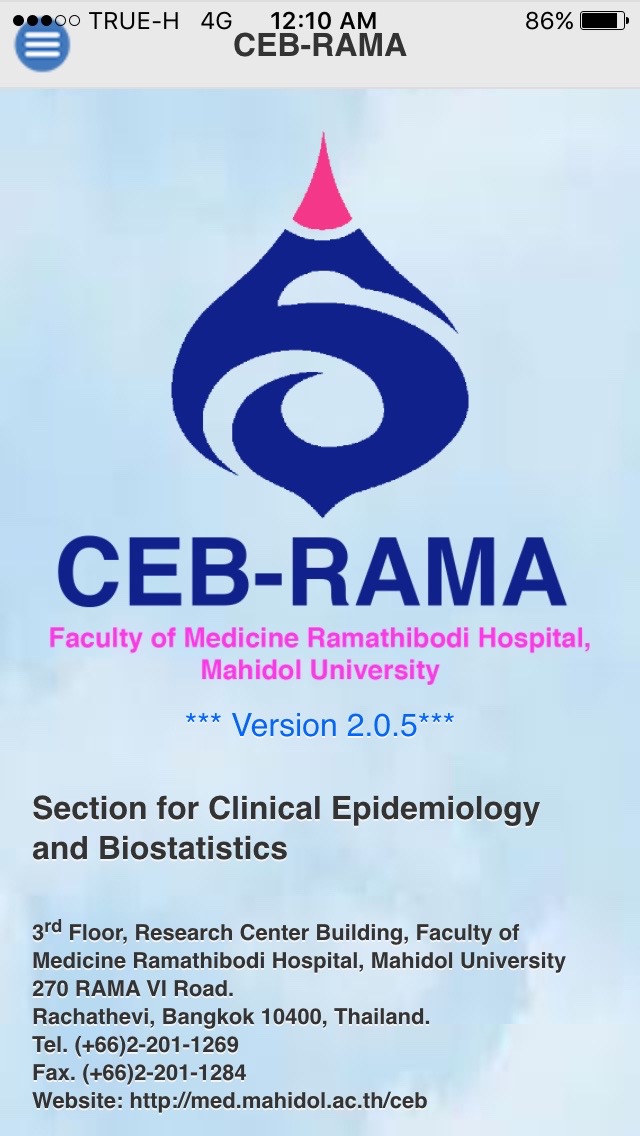 TRUE-H 4G 12:10 AM 86%
CEB-RAMA
CEB-RAMA
Faculty of Medicine Ramathibodi Hospital,
Mahidol University
*** Version 2.0.5***
Section for Clinical Epidemiology
and Biostatistics
3rd Floor, Research Center Building, Faculty of
Medicine Ramathibodi Hospital, Mahidol University
270 RAMA VI Road.
Rachathevi, Bangkok 10400, Thailand.
Tel. (+66)2-201-1269
Fax. (+66)2-201-1284
Website: http://med.mahidol.ac.th/ceb